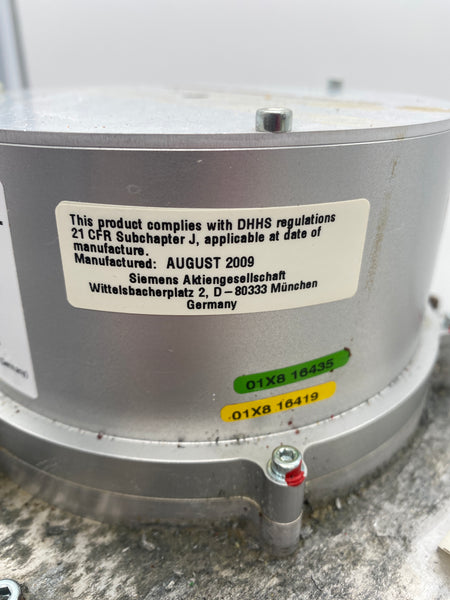 This product complies with DHHS regulations
21 CFR Subchapter J, applicable at date of
manufacture.
Manufactured: AUGUST 2009
Siemens Aktiengesellschaft
Wittelsbacherplatz 2, D-80333 München
Germany
Germany)
01X8 16435
01X8 16419